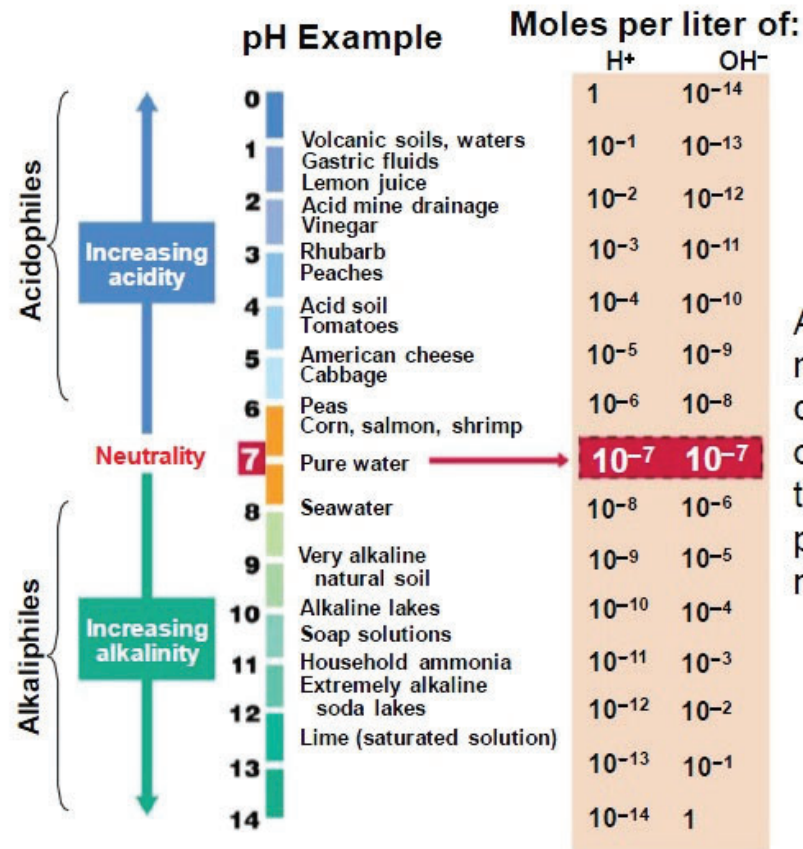 pH Example
Moles per liter of:
H⁺ OH⁻
0 1 10⁻¹⁴
Volcanic soils, waters
1 10⁻¹ 10⁻¹³
Gastric fluids
Lemon juice
2 10⁻² 10⁻¹²
Acid mine drainage
Vinegar
3 Rhubarb 10⁻³ 10⁻¹¹
Peaches
4 Acid soil 10⁻⁴ 10⁻¹⁰
Tomatoes
5 American cheese 10⁻⁵ 10⁻⁹
Cabbage
6 Peas 10⁻⁶ 10⁻⁸
Corn, salmon, shrimp
7 Pure water 10⁻⁷ 10⁻⁷
8 Seawater 10⁻⁸ 10⁻⁶
Very alkaline
9 natural soil 10⁻⁹ 10⁻⁵
10 Alkaline lakes 10⁻¹⁰ 10⁻⁴
Soap solutions
11 Household ammonia 10⁻¹¹ 10⁻³
Extremely alkaline
12 soda lakes 10⁻¹² 10⁻²
Lime (saturated solution)
13 10⁻¹³ 10⁻¹
14 10⁻¹⁴ 1
Acidophiles
Increasing
acidity
Neutrality
Alkaliphiles
Increasing
alkalinity